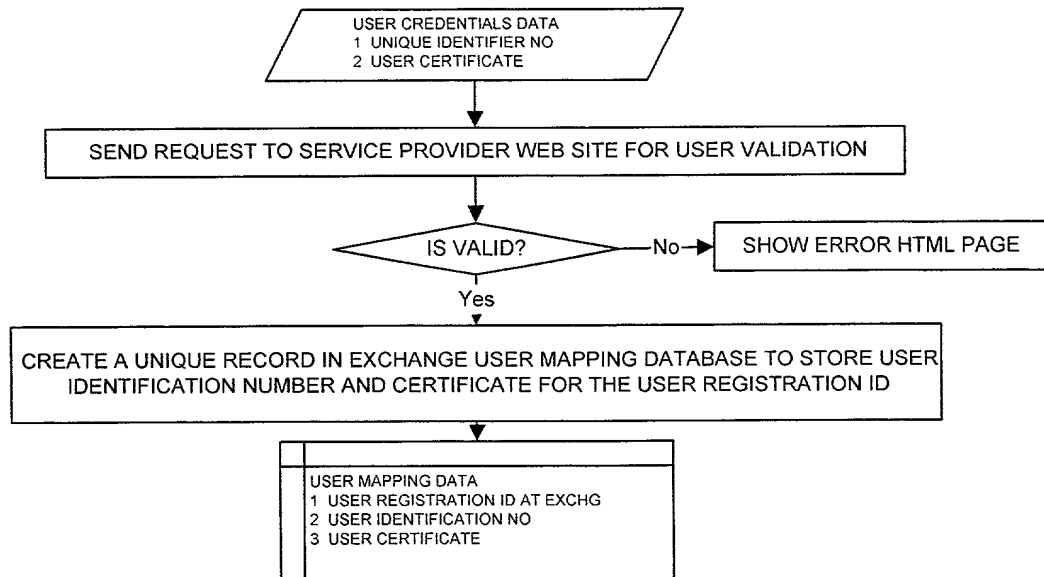 USER CREDENTIALS DATA
1 UNIQUE IDENTIFIER NO
2 USER CERTIFICATE
SEND REQUEST TO SERVICE PROVIDER WEB SITE FOR USER VALIDATION
IS VALID?
No
SHOW ERROR HTML PAGE
Yes
CREATE A UNIQUE RECORD IN EXCHANGE USER MAPPING DATABASE TO STORE USER
IDENTIFICATION NUMBER AND CERTIFICATE FOR THE USER REGISTRATION ID
USER MAPPING DATA
1 USER REGISTRATION ID AT EXCHG
2 USER IDENTIFICATION NO
3 USER CERTIFICATE